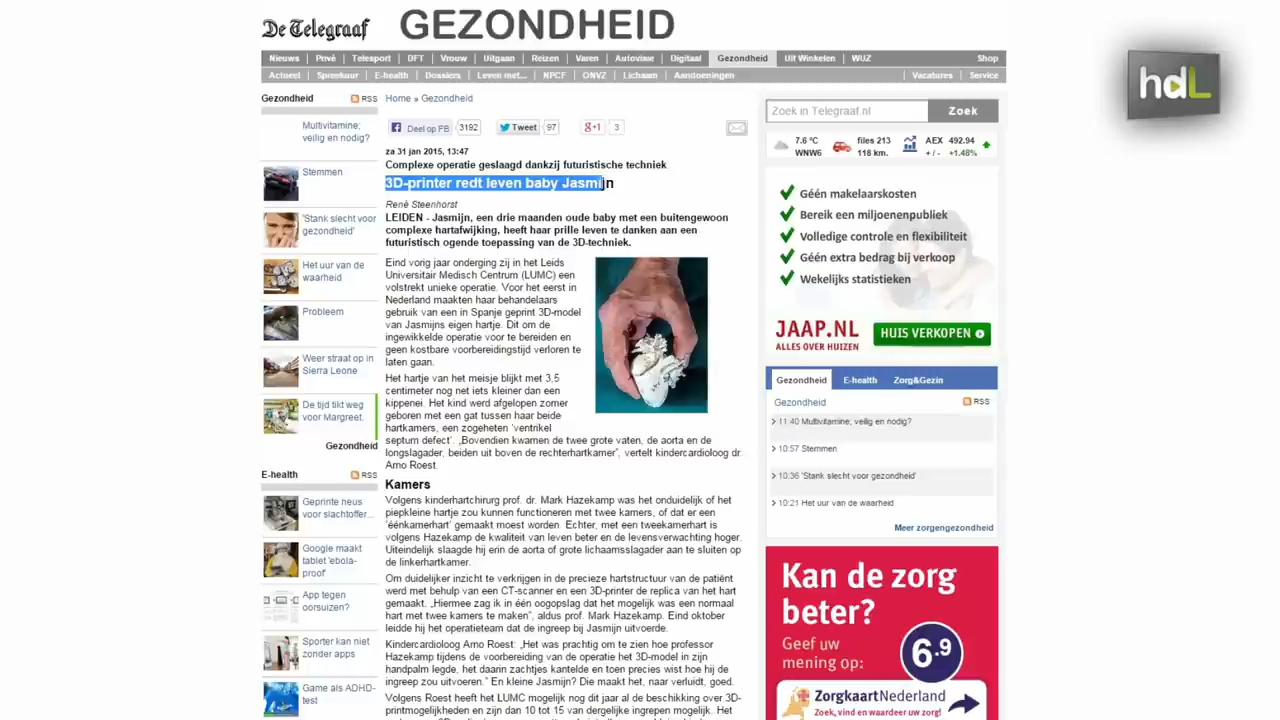 De Telegraaf
GEZONDHEID
Nieuws Privé Telesport DFT Vrouw Uitgaan Reizen Varen Autovisie Digitaal Gezondheid Uit Winkelen WUZ Shop
Actueel Spreekuur E-health Dossiers Leven met... NPCF ONVZ Lichaam Aandoeningen Vacatures Service
hdL
Gezondheid RSS
Multivitamine;
veilig en nodig?
Stemmen
'Stank slecht voor
gezondheid'
Het uur van de
waarheid
Probleem
Weer straat op in
Sierra Leone
De tijd tikt weg
voor Margreet.
Gezondheid
E-health RSS
Geprinte neus
voor slachtoffer...
Google maakt
tablet 'ebola-
proof'
App tegen
oorsuizen?
Sporter kan niet
zonder apps
Game als ADHD-
test
Home » Gezondheid
Deel op FB 3192 Tweet 97 +1 3
za 31 jan 2015, 13:47
Complexe operatie geslaagd dankzij futuristische techniek
3D-printer redt leven baby Jasmijn
René Steenhorst
LEIDEN - Jasmijn, een drie maanden oude baby met een buitengewoon
complexe hartafwijking, heeft haar prille leven te danken aan een
futuristisch ogende toepassing van de 3D-techniek.
Eind vorig jaar onderging zij in het Leids
Universitair Medisch Centrum (LUMC) een
volstrekt unieke operatie. Voor het eerst in
Nederland maakten haar behandelaars
gebruik van een in Spanje geprint 3D-model
van Jasmijns eigen hartje. Dit om de
ingewikkelde operatie voor te bereiden en
geen kostbare voorbereidingstijd verloren te
laten gaan.
Het hartje van het meisje blijkt met 3,5
centimeter nog net iets kleiner dan een
kippenei. Het kind werd afgelopen zomer
geboren met een gat tussen haar beide
hartkamers, een zogeheten 'ventrikel
septum defect'. „Bovendien kwamen de twee grote vaten, de aorta en de
longslagader, beiden uit boven de rechterhartkamer”, vertelt kindercardioloog dr.
Arno Roest.
Kamers
Volgens kinderhartchirurg prof. dr. Mark Hazekamp was het onduidelijk of het
piepkleine hartje zou kunnen functioneren met twee kamers, of dat er een
'éénkamerhart' gemaakt moest worden. Echter, met een tweekamerhart is
volgens Hazekamp de kwaliteit van leven beter en de levensverwachting hoger.
Uiteindelijk slaagde hij erin de aorta of grote lichaamsslagader aan te sluiten op
de linkerhartkamer.
Om duidelijker inzicht te verkrijgen in de precieze hartstructuur van de patiënt
werd met behulp van een CT-scanner en een 3D-printer de replica van het hart
gemaakt. „Hiermee zag ik in één oogopslag dat het mogelijk was een normaal
hart met twee kamers te maken”, aldus prof. Mark Hazekamp. Eind oktober
leidde hij het operatieteam dat de ingreep bij Jasmijn uitvoerde.
Kindercardioloog Arno Roest: „Het was prachtig om te zien hoe professor
Hazekamp tijdens de voorbereiding van de operatie het 3D-model in zijn
handpalm legde, het daarin zachtjes kantelde en toen precies wist hoe hij de
ingreep zou uitvoeren.” En kleine Jasmijn? Die maakt het, naar verluidt, goed.
Volgens Roest heeft het LUMC mogelijk nog dit jaar al de beschikking over 3D-
printmogelijkheden en zijn dan 10 tot 15 van dergelijke ingrepen mogelijk. Het
Zoek in Telegraaf.nl Zoek
7.6 °C files 213 AEX 492.94
WNW6 118 km. + / - +1.48%
Géén makelaarskosten
Bereik een miljoenenpubliek
Volledige controle en flexibiliteit
Géén extra bedrag bij verkoop
Wekelijks statistieken
JAAP.NL
ALLES OVER HUIZEN
HUIS VERKOPEN
Gezondheid E-health Zorg&Gezin
Gezondheid RSS
11:40 Multivitamine; veilig en nodig?
10:57 Stemmen
10:36 'Stank slecht voor gezondheid'
10:21 Het uur van de waarheid
Meer zorgengezondheid
Kan de zorg
beter?
Geef uw
mening op:
6.9
ZorgkaartNederland
Zoek, vind en waardeer uw zorg!